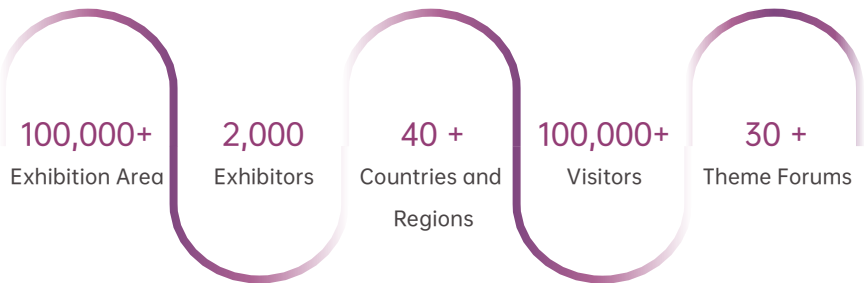 100,000+
Exhibition Area
2,000
Exhibitors
40 +
Countries and
Regions
100,000+
Visitors
30 +
Theme Forums